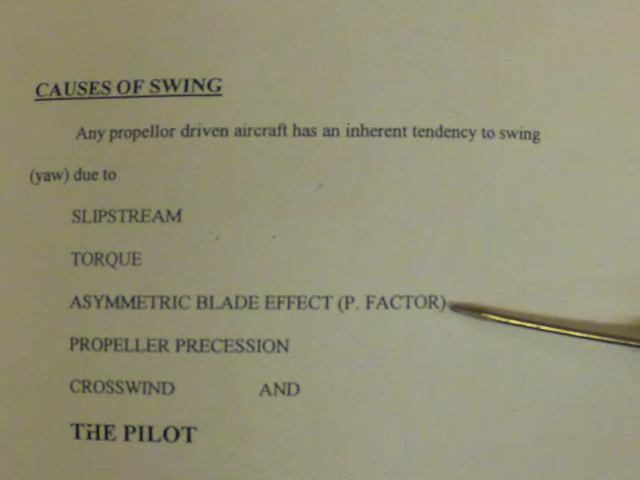 CAUSES OF SWING
Any propellor driven aircraft has an inherent tendency to swing
(yaw) due to
SLIPSTREAM
TORQUE
ASYMMETRIC BLADE EFFECT (P. FACTOR)
PROPELLER PRECESSION
CROSSWIND AND
THE PILOT